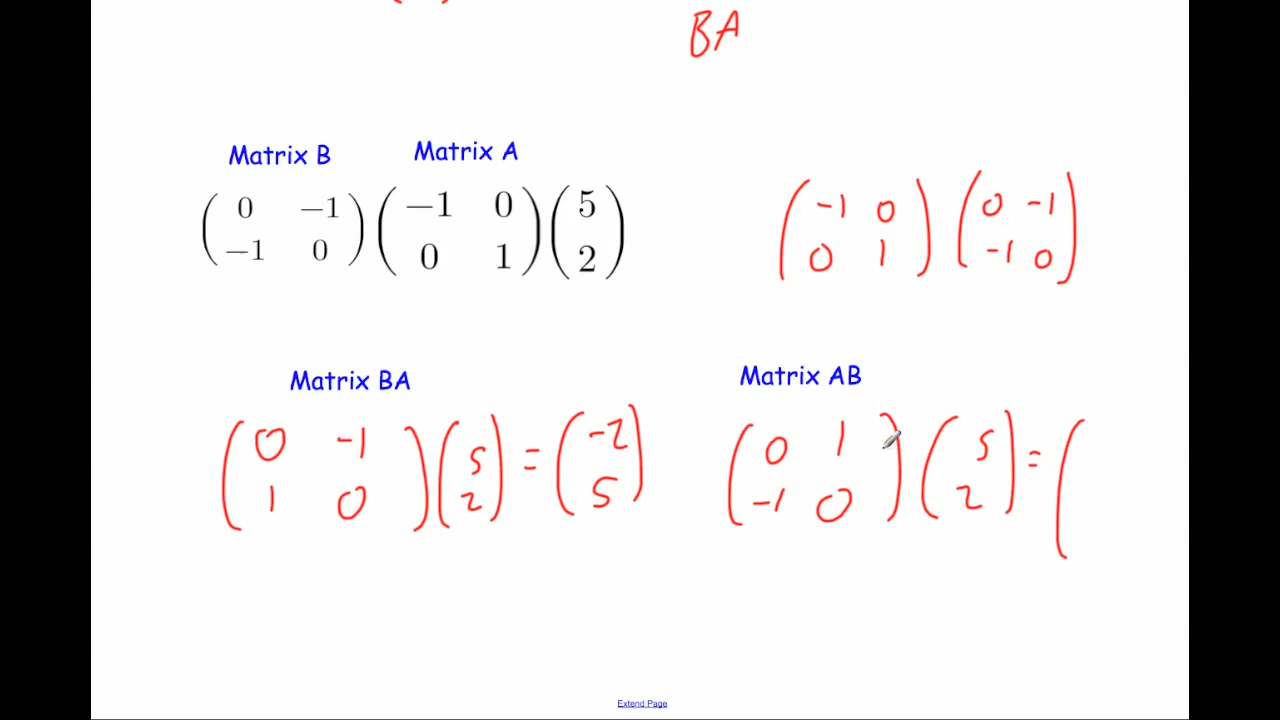 BA
Matrix B Matrix A
( 0 −1 ) ( −1 0 ) ( 5 ) ( -1 0 ) ( 0 -1 )
( −1 0 ) ( 0 1 ) ( 2 ) ( 0 1 ) ( -1 0 )
Matrix BA Matrix AB
( 0 -1 ) ( 5 ) = ( -2 ) ( 0 1 ) ( 5 ) = (
( 1 0 ) ( 2 ) ( 5 ) ( -1 0 ) ( 2 )
Extend Page